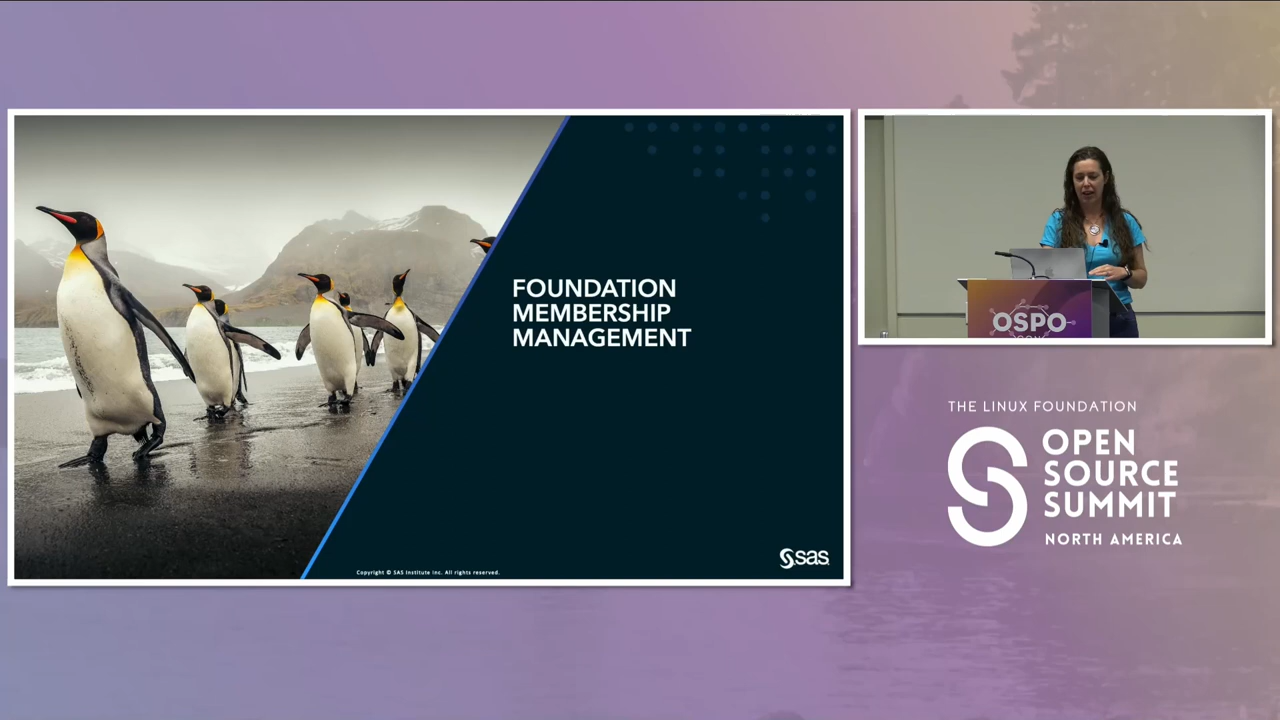 FOUNDATION
MEMBERSHIP
MANAGEMENT
Copyright © SAS Institute Inc. All rights reserved.
sas
OSPO
CON
THE LINUX FOUNDATION
OPEN
SOURCE
SUMMIT
NORTH AMERICA